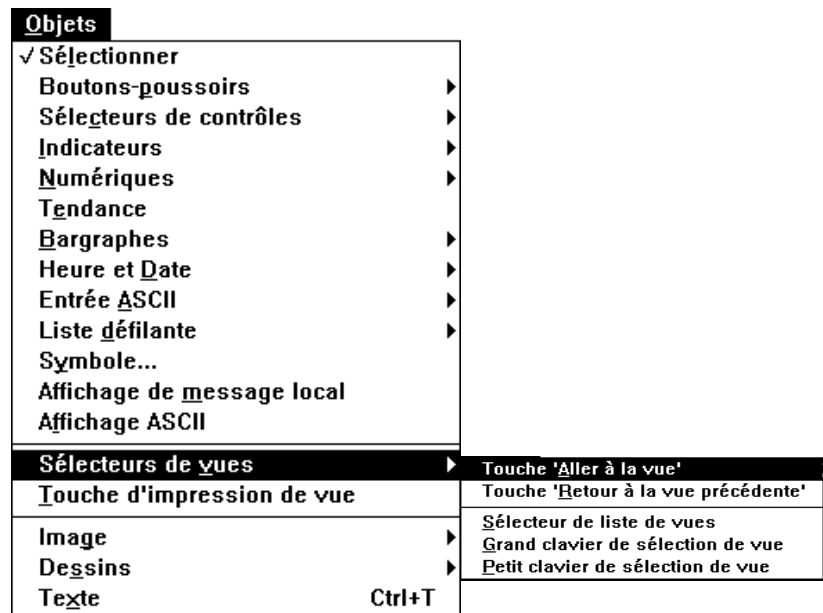 Objets
√ Sélectionner
Boutons-poussoirs
Sélecteurs de contrôles
Indicateurs
Numériques
Tendance
Bargraphes
Heure et Date
Entrée ASCII
Liste défilante
Symbole...
Affichage de message local
Affichage ASCII
Sélecteurs de vues
Touche d'impression de vue
Image
Dessins
Texte Ctrl+T
Touche 'Aller à la vue'
Touche 'Retour à la vue précédente'
Sélecteur de liste de vues
Grand clavier de sélection de vue
Petit clavier de sélection de vue